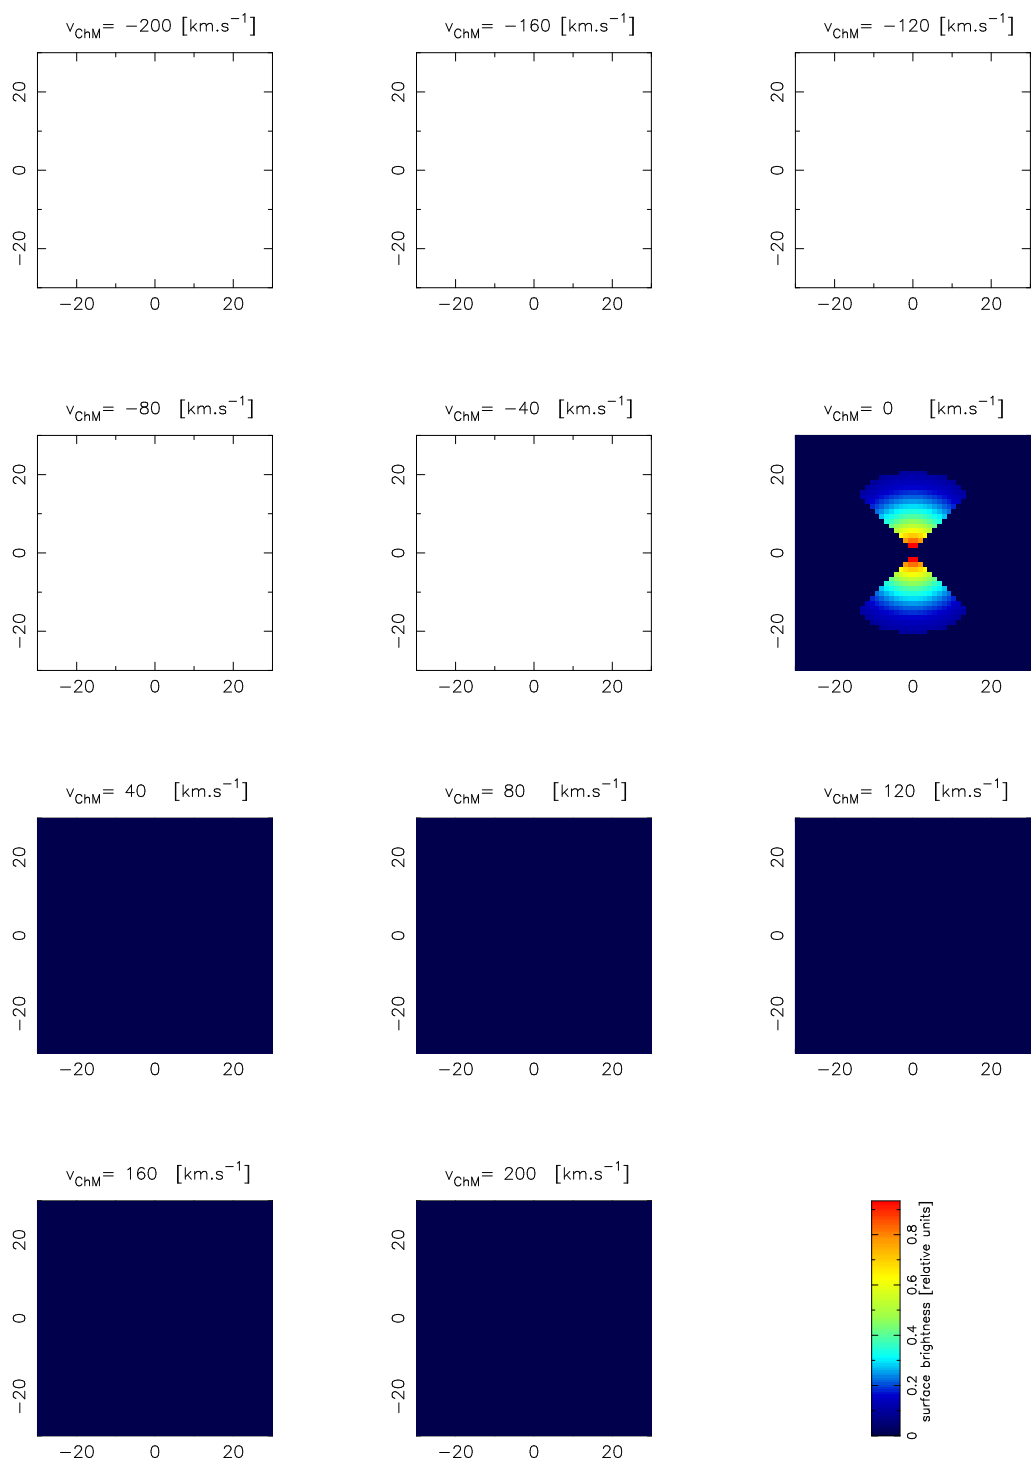 v_ChM= −200 [km.s⁻¹] v_ChM= −160 [km.s⁻¹] v_ChM= −120 [km.s⁻¹]
20 20 20
0 0 0
−20 −20 −20
−20 0 20 −20 0 20 −20 0 20
v_ChM= −80 [km.s⁻¹] v_ChM= −40 [km.s⁻¹] v_ChM= 0 [km.s⁻¹]
20 20 20
0 0 0
−20 −20 −20
−20 0 20 −20 0 20 −20 0 20
v_ChM= 40 [km.s⁻¹] v_ChM= 80 [km.s⁻¹] v_ChM= 120 [km.s⁻¹]
20 20 20
0 0 0
−20 −20 −20
−20 0 20 −20 0 20 −20 0 20
v_ChM= 160 [km.s⁻¹] v_ChM= 200 [km.s⁻¹]
20 20
0 0
−20 −20
−20 0 20 −20 0 20
0 0.2 0.4 0.6 0.8
surface brightness [relative units]